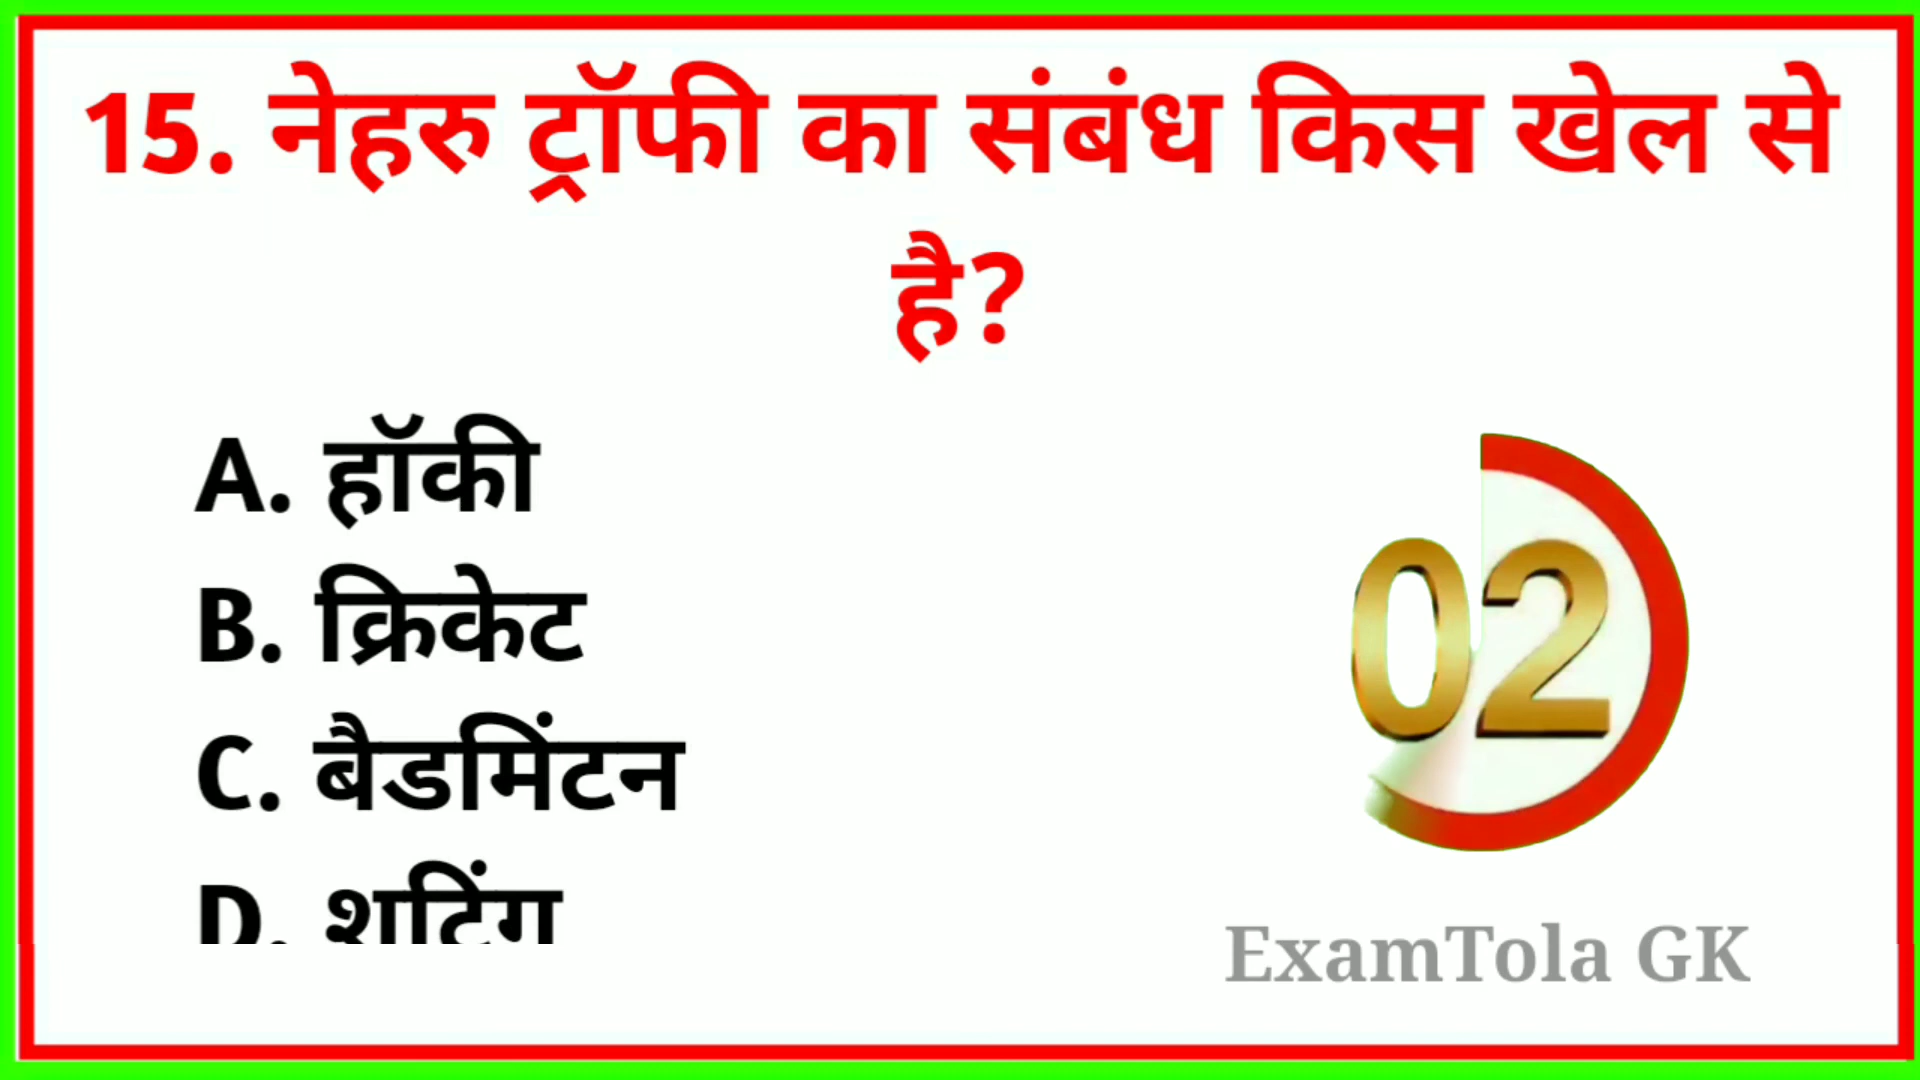 15. नेहरु ट्रॉफी का संबंध किस खेल से
है?
A. हॉकी
B. क्रिकेट
C. बैडमिंटन
D. शूटिंग
02
ExamTola GK